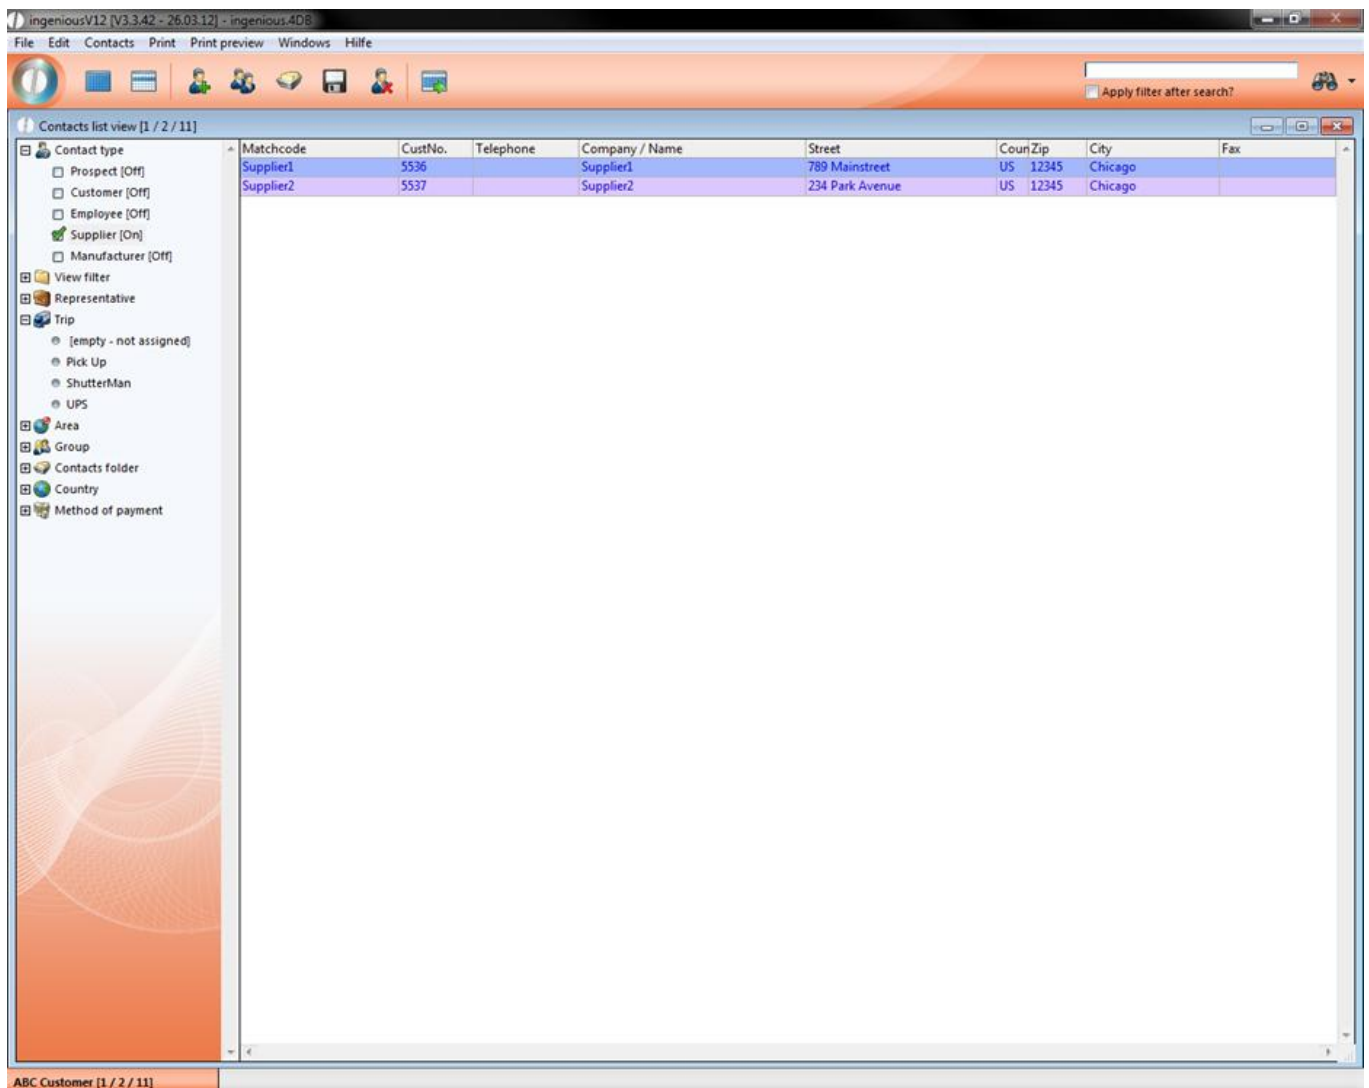 ingeniousV12 [V3.3.42 - 26.03.12] - ingenious.4DB
File Edit Contacts Print Print preview Windows Hilfe
Apply filter after search?
Contacts list view [1 / 2 / 11]
Contact type
Prospect [Off]
Customer [Off]
Employee [Off]
Supplier [On]
Manufacturer [Off]
View filter
Representative
Trip
[empty - not assigned]
Pick Up
ShutterMan
UPS
Area
Group
Contacts folder
Country
Method of payment
Matchcode CustNo. Telephone Company / Name Street Coun Zip City Fax
Supplier1 5536 Supplier1 789 Mainstreet US 12345 Chicago
Supplier2 5537 Supplier2 234 Park Avenue US 12345 Chicago
ABC Customer [1 / 2 / 11]